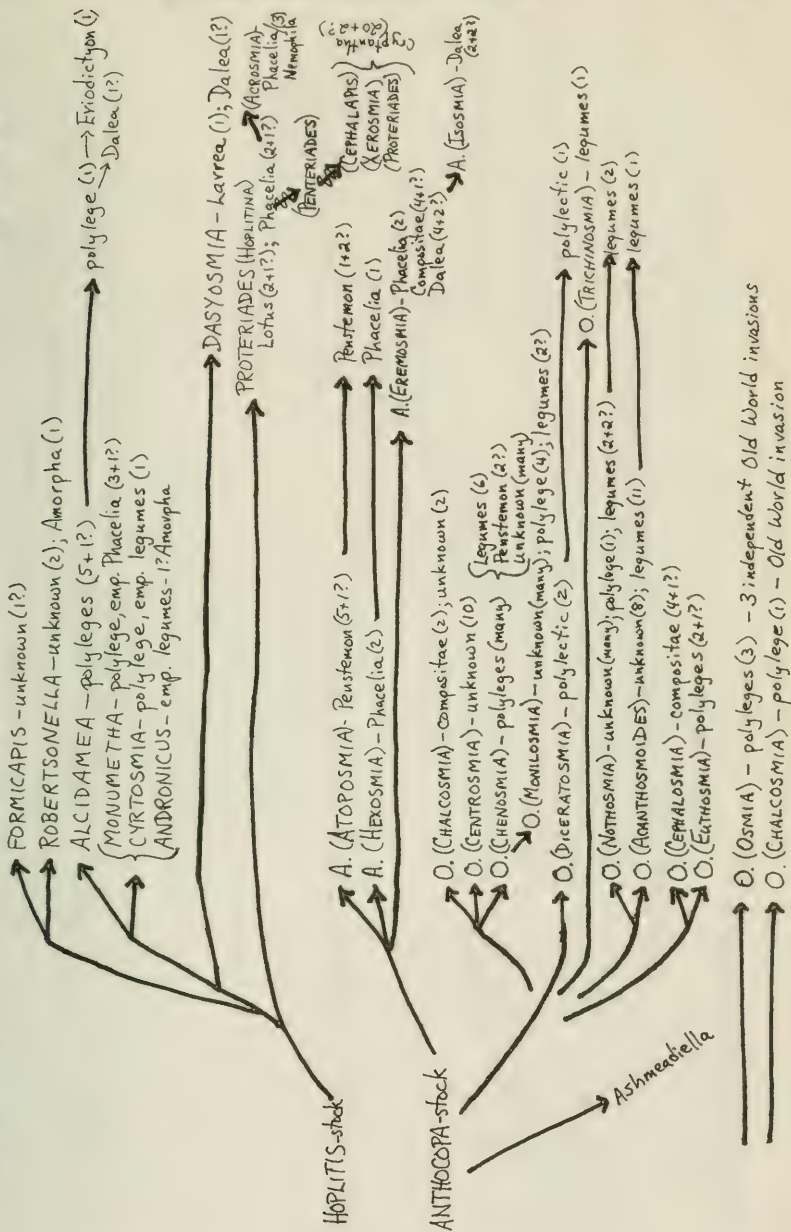 FORMICAPIS - unknown (1?)
ROBERTSONELLA - unknown (2); Amorpha (1)
ALCIDAMEA - polyleges (5+1?)
polylege (1) → Eriodictyon (1)
Dalea (1?)
MONUMETHA - polylege, emp. Phacelia (3+1?)
CYRTOSMIA - polylege, emp. legumes (1)
ANDRONICUS - emp. legumes - 1? Amorpha
DASYOSMIA - Larrea (1); Dalea (1?)
PROTERIADES (HOPLITINA)
Lotus (2+1?); Phacelia (2+1?)
(ACROSMIA) -
Phacelia (3)
Nemophila
(PENTERIADES)
(CEPHALAPIS)
(XEROSMIA)
(PROTERIADES)
Cryptantha
(20+2?)
HOPLITIS-stock
A. (ATOPOSMIA) - Penstemon (5+1?)
Penstemon (1+2?)
A. (HEXOSMIA) - Phacelia (2)
Phacelia (1)
A. (EREMOSMIA) - Phacelia (2)
Compositae (4+1?)
Dalea (4+2?)
A. (ISOSMIA) - Dalea
(2+2?)
ANTHOCOPA-stock
O. (CHALCOSMIA) - compositae (2); unknown (2)
O. (CENTROSMIA) - unknown (10)
O. (CHENOSMIA) - polyleges (many)
Legumes (6)
Penstemon (2?)
unknown (many)
O. (MONILOSMIA) - unknown (many); polylege (4); legumes (2?)
O. (DICERATOSMIA) - polylectic (2)
polylectic (1)
O. (TRICHINOSMIA) - legumes (1)
O. (NOTHOSMIA) - unknown (many); polylege (1); legumes (2+2?)
legumes (2)
O. (ACANTHOSMOIDES) - unknown (8); legumes (11)
legumes (1)
O. (CEPHALOSMIA) - compositae (4+1?)
O. (EUTHOSMIA) - polyleges (2+1?)
Ashmeadiella
O. (OSMIA) - polyleges (3) - 3 independent Old World invasions
O. (CHALCOSMIA) - polylege (1) - Old World invasion